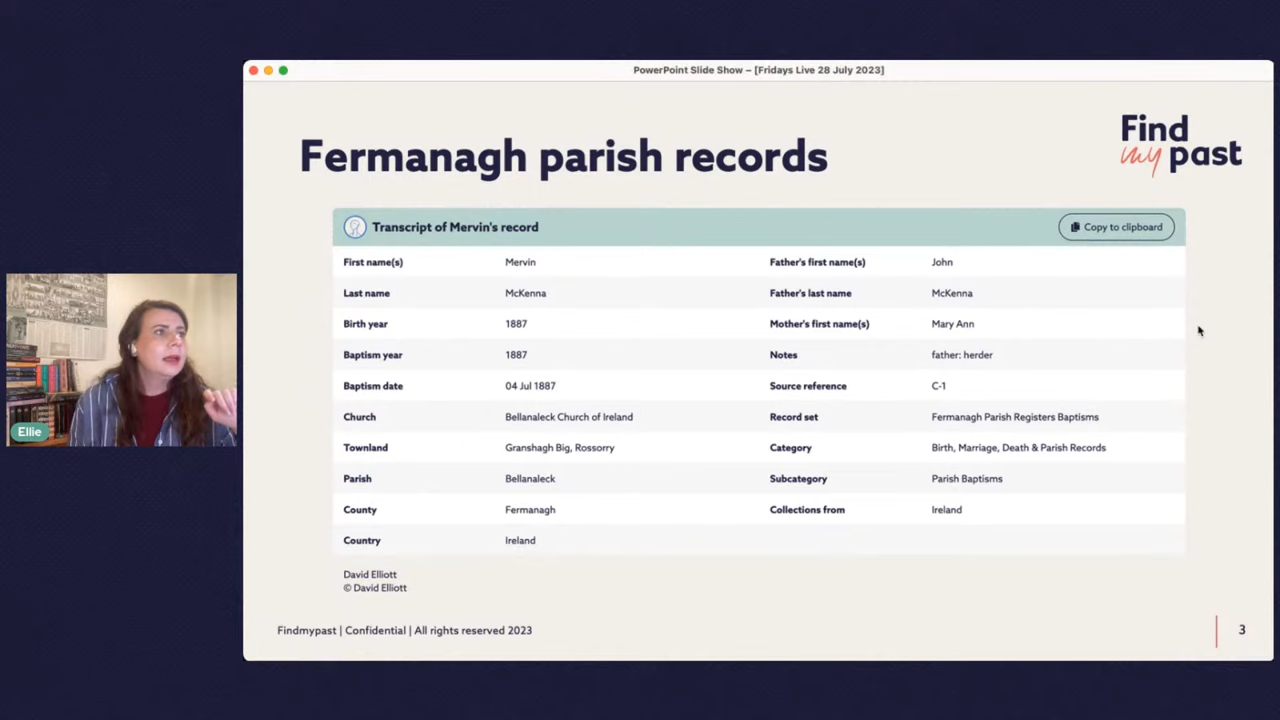 PowerPoint Slide Show – [Fridays Live 28 July 2023]
Find
my past
Fermanagh parish records
Transcript of Mervin's record
Copy to clipboard
First name(s) Mervin Father's first name(s) John
Last name McKenna Father's last name McKenna
Birth year 1887 Mother's first name(s) Mary Ann
Baptism year 1887 Notes father: herder
Baptism date 04 Jul 1887 Source reference C-1
Church Bellanaleck Church of Ireland Record set Fermanagh Parish Registers Baptisms
Townland Granshagh Big, Rossorry Category Birth, Marriage, Death & Parish Records
Parish Bellanaleck Subcategory Parish Baptisms
County Fermanagh Collections from Ireland
Country Ireland
David Elliott
© David Elliott
Findmypast | Confidential | All rights reserved 2023
3
Ellie